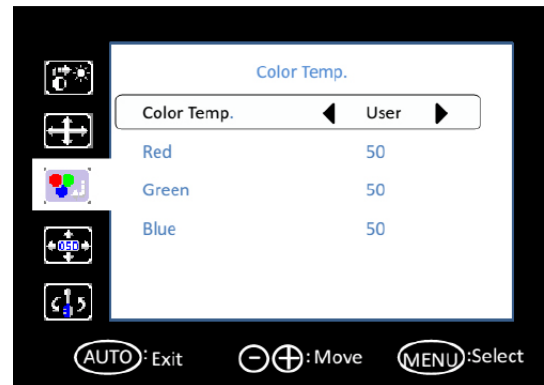 Color Temp.
Color Temp. User
Red 50
Green 50
Blue 50
OSD
AUTO: Exit
: Move
MENU:Select